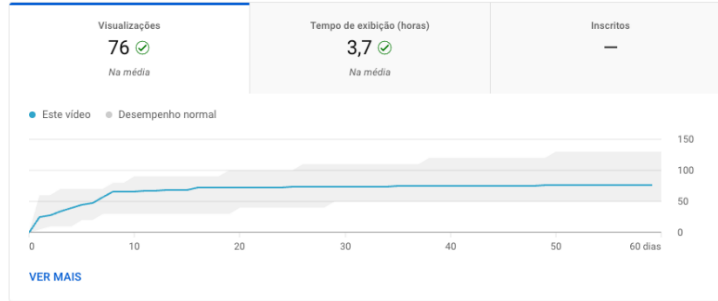 Visualizações
76
Na média
Tempo de exibição (horas)
3,7
Na média
Inscritos
—
Este vídeo
Desempenho normal
150
100
50
0
0 10 20 30 40 50 60 dias
VER MAIS